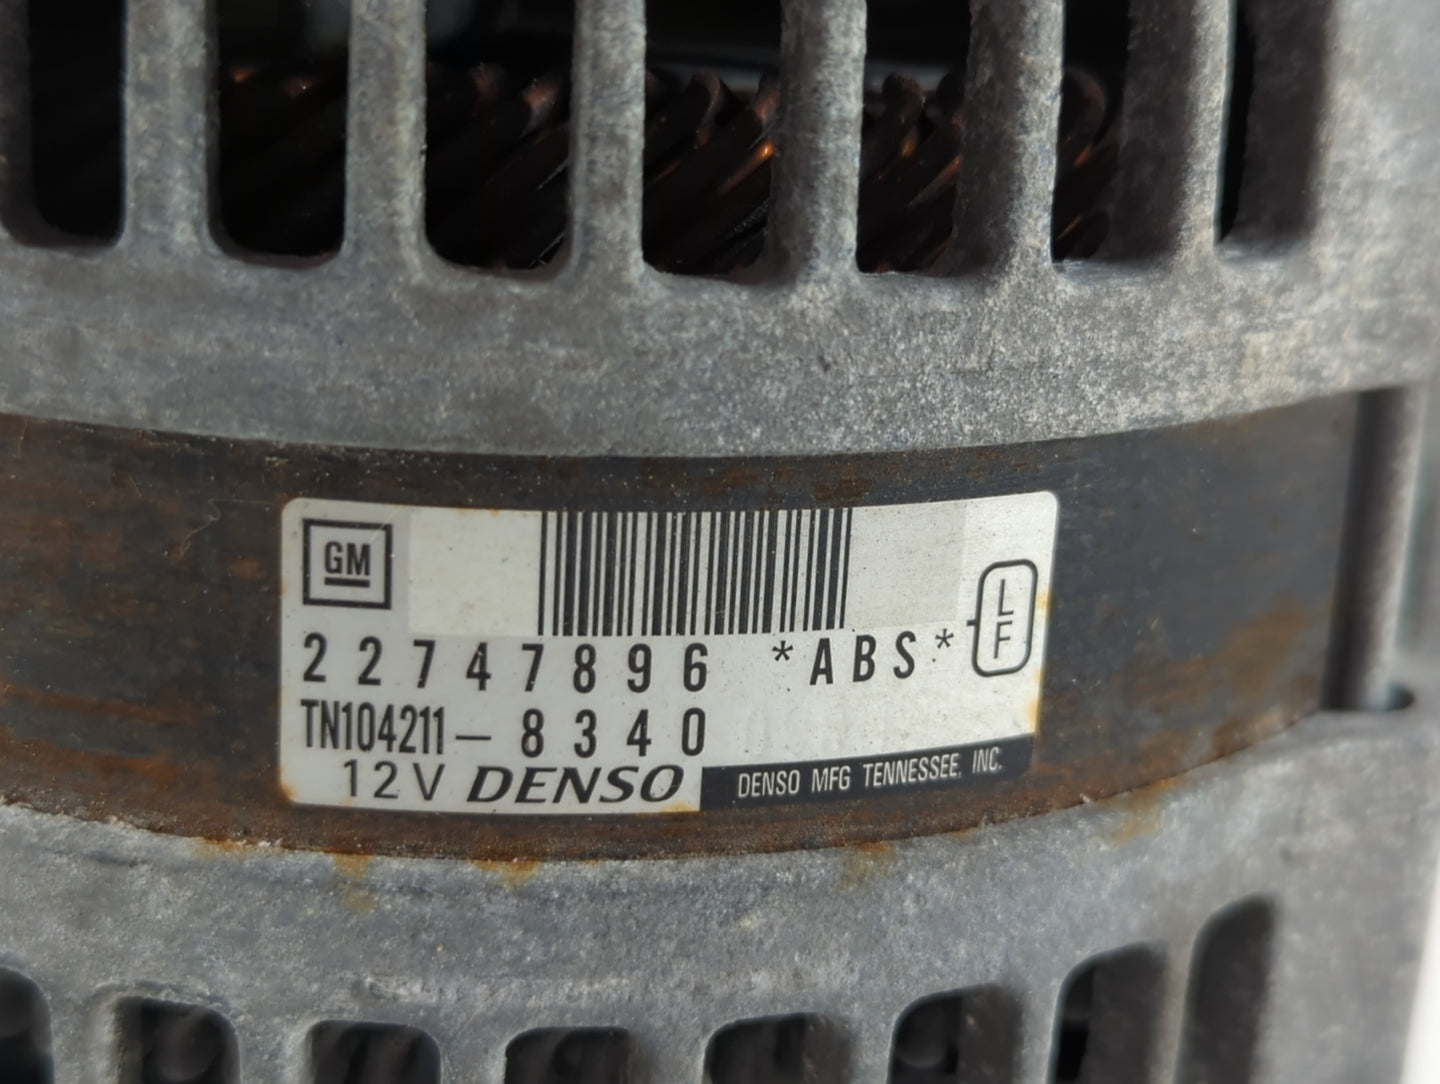 GM
22747896 *ABS*
LF
TN104211-8340
12V DENSO DENSO MFG TENNESSEE, INC.